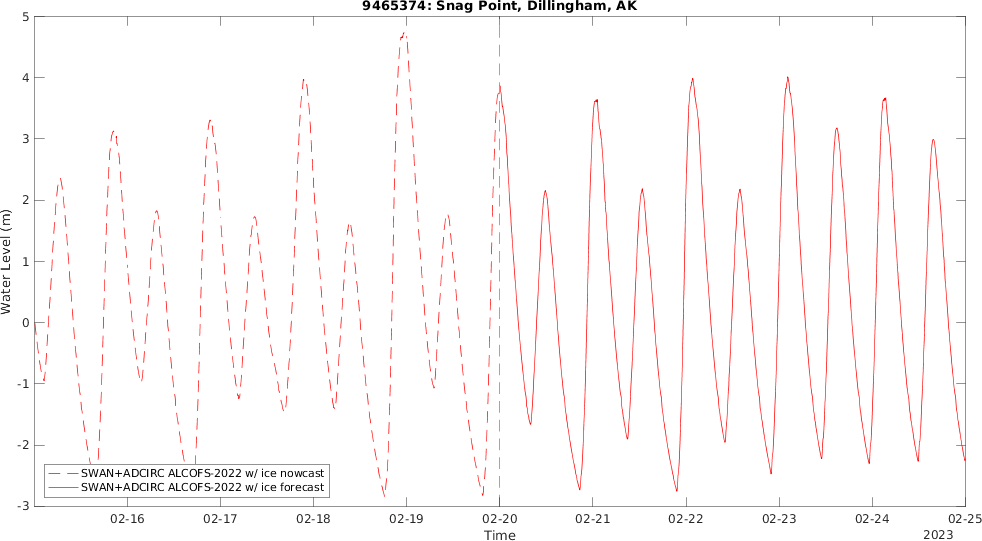 9465374: Snag Point, Dillingham, AK
Water Level (m)
5
4
3
2
1
0
-1
-2
-3
SWAN+ADCIRC ALCOFS-2022 w/ ice nowcast
SWAN+ADCIRC ALCOFS-2022 w/ ice forecast
02-16 02-17 02-18 02-19 02-20 02-21 02-22 02-23 02-24 02-25
Time
2023